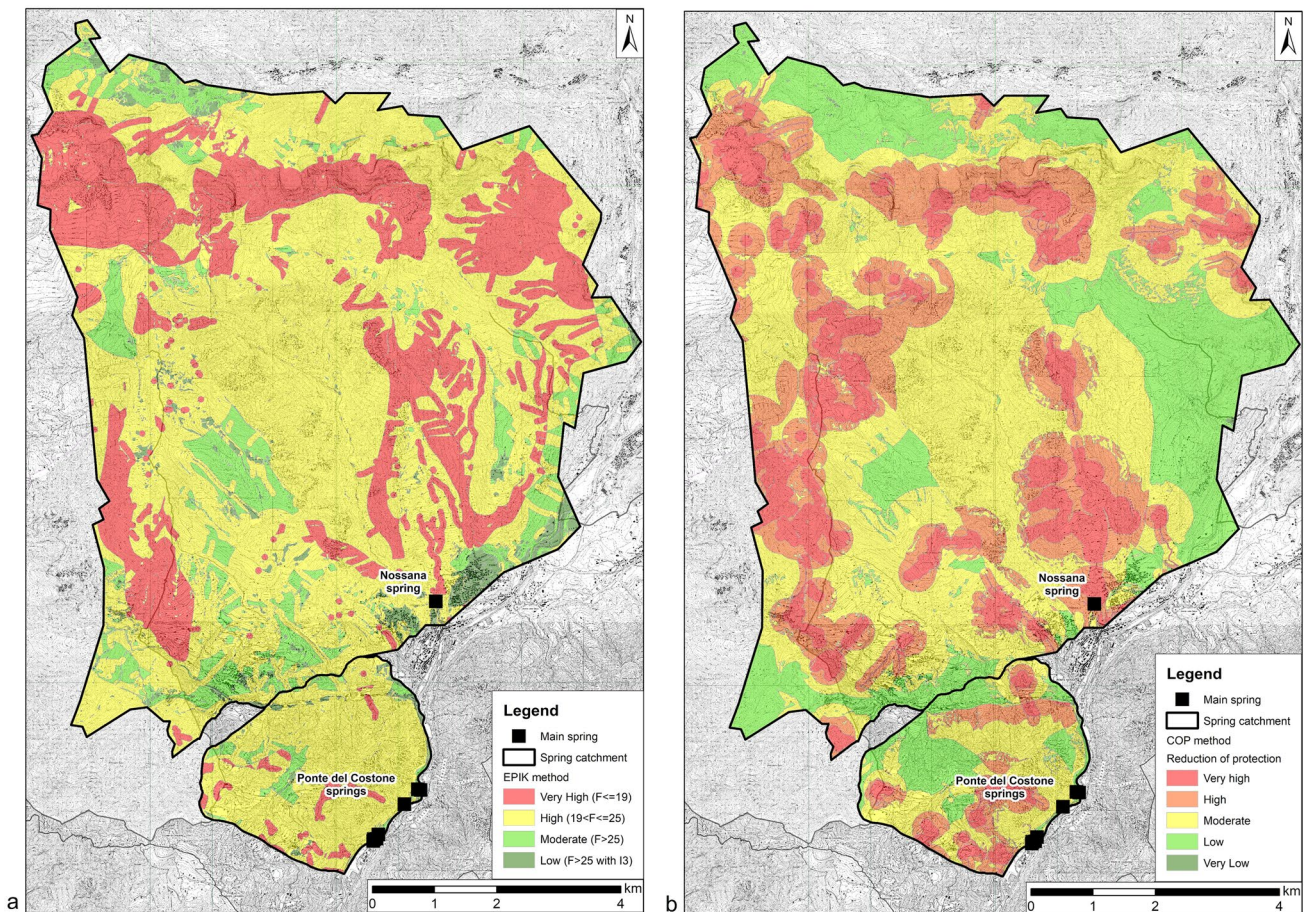 N
Nossana
spring
Ponte del Costone
springs
Legend
Main spring
Spring catchment
EPIK method
Very High (F<=19)
High (19<F<=25)
Moderate (F>25)
Low (F>25 with I3)
km
0 1 2 4
a
N
Nossana
spring
Ponte del Costone
springs
Legend
Main spring
Spring catchment
COP method
Reduction of protection
Very high
High
Moderate
Low
Very Low
km
0 1 2 4
b